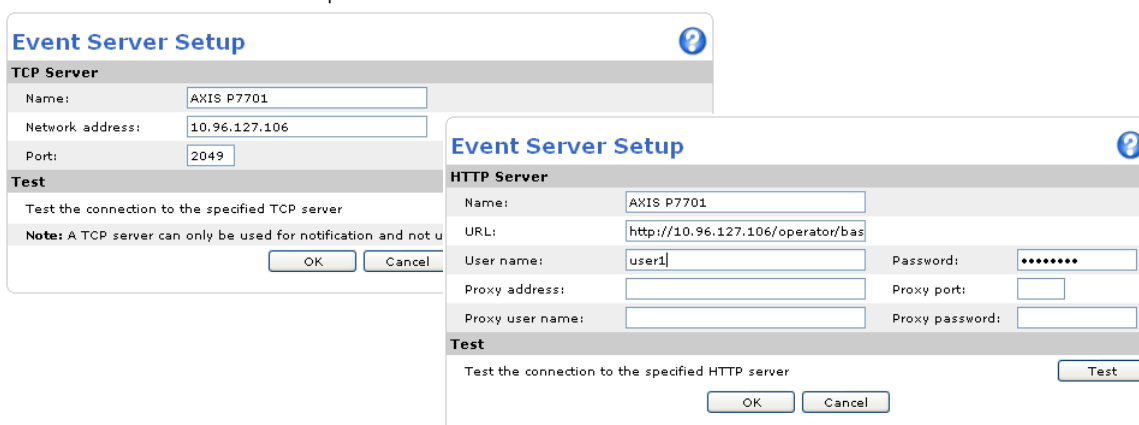 Event Server Setup
TCP Server
Name: AXIS P7701
Network address: 10.96.127.106
Port: 2049
Test
Test the connection to the specified TCP server
Note: A TCP server can only be used for notification and not u
OK Cancel
Event Server Setup
HTTP Server
Name: AXIS P7701
URL: http://10.96.127.106/operator/bas
User name: user1 Password: ••••••••
Proxy address: Proxy port:
Proxy user name: Proxy password:
Test
Test the connection to the specified HTTP server Test
OK Cancel